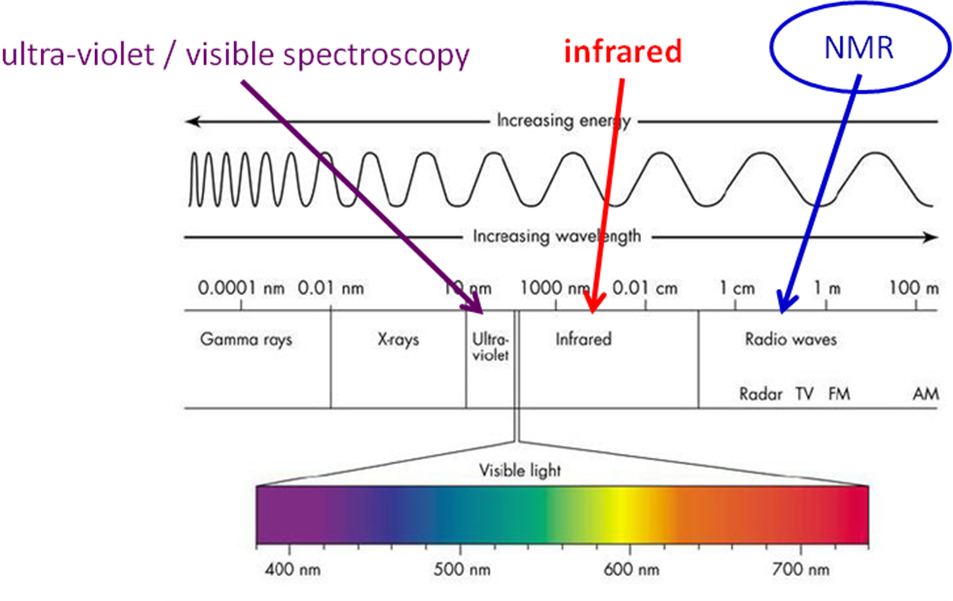 ultra-violet / visible spectroscopy infrared NMR
Increasing energy
Increasing wavelength
0.0001 nm 0.01 nm 10 nm 1000 nm 0.01 cm 1 cm 1 m 100 m
Gamma rays X-rays Ultra-
violet Infrared Radio waves
Radar TV FM AM
Visible light
400 nm 500 nm 600 nm 700 nm